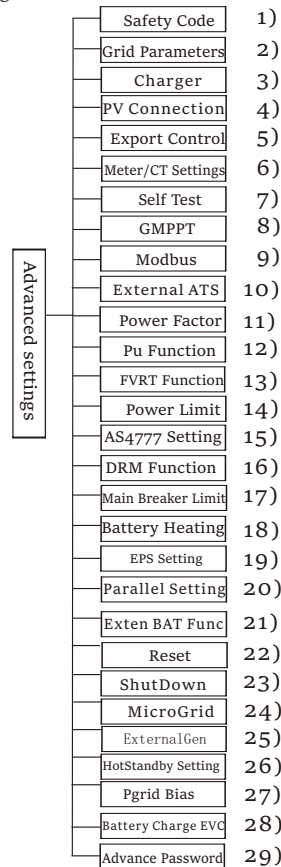 Safety Code 1)
Grid Parameters 2)
Charger 3)
PV Connection 4)
Export Control 5)
Meter/CT Settings 6)
Self Test 7)
GMPPT 8)
Modbus 9)
External ATS 10)
Power Factor 11)
Pu Function 12)
FVRT Function 13)
Power Limit 14)
AS4777 Setting 15)
DRM Function 16)
Main Breaker Limit 17)
Battery Heating 18)
EPS Setting 19)
Parallel Setting 20)
Exten BAT Func 21)
Reset 22)
ShutDown 23)
MicroGrid 24)
ExternalGen 25)
HotStandby Setting 26)
Pgrid Bias 27)
Battery Charge EVC 28)
Advance Password 29)
Advanced settings